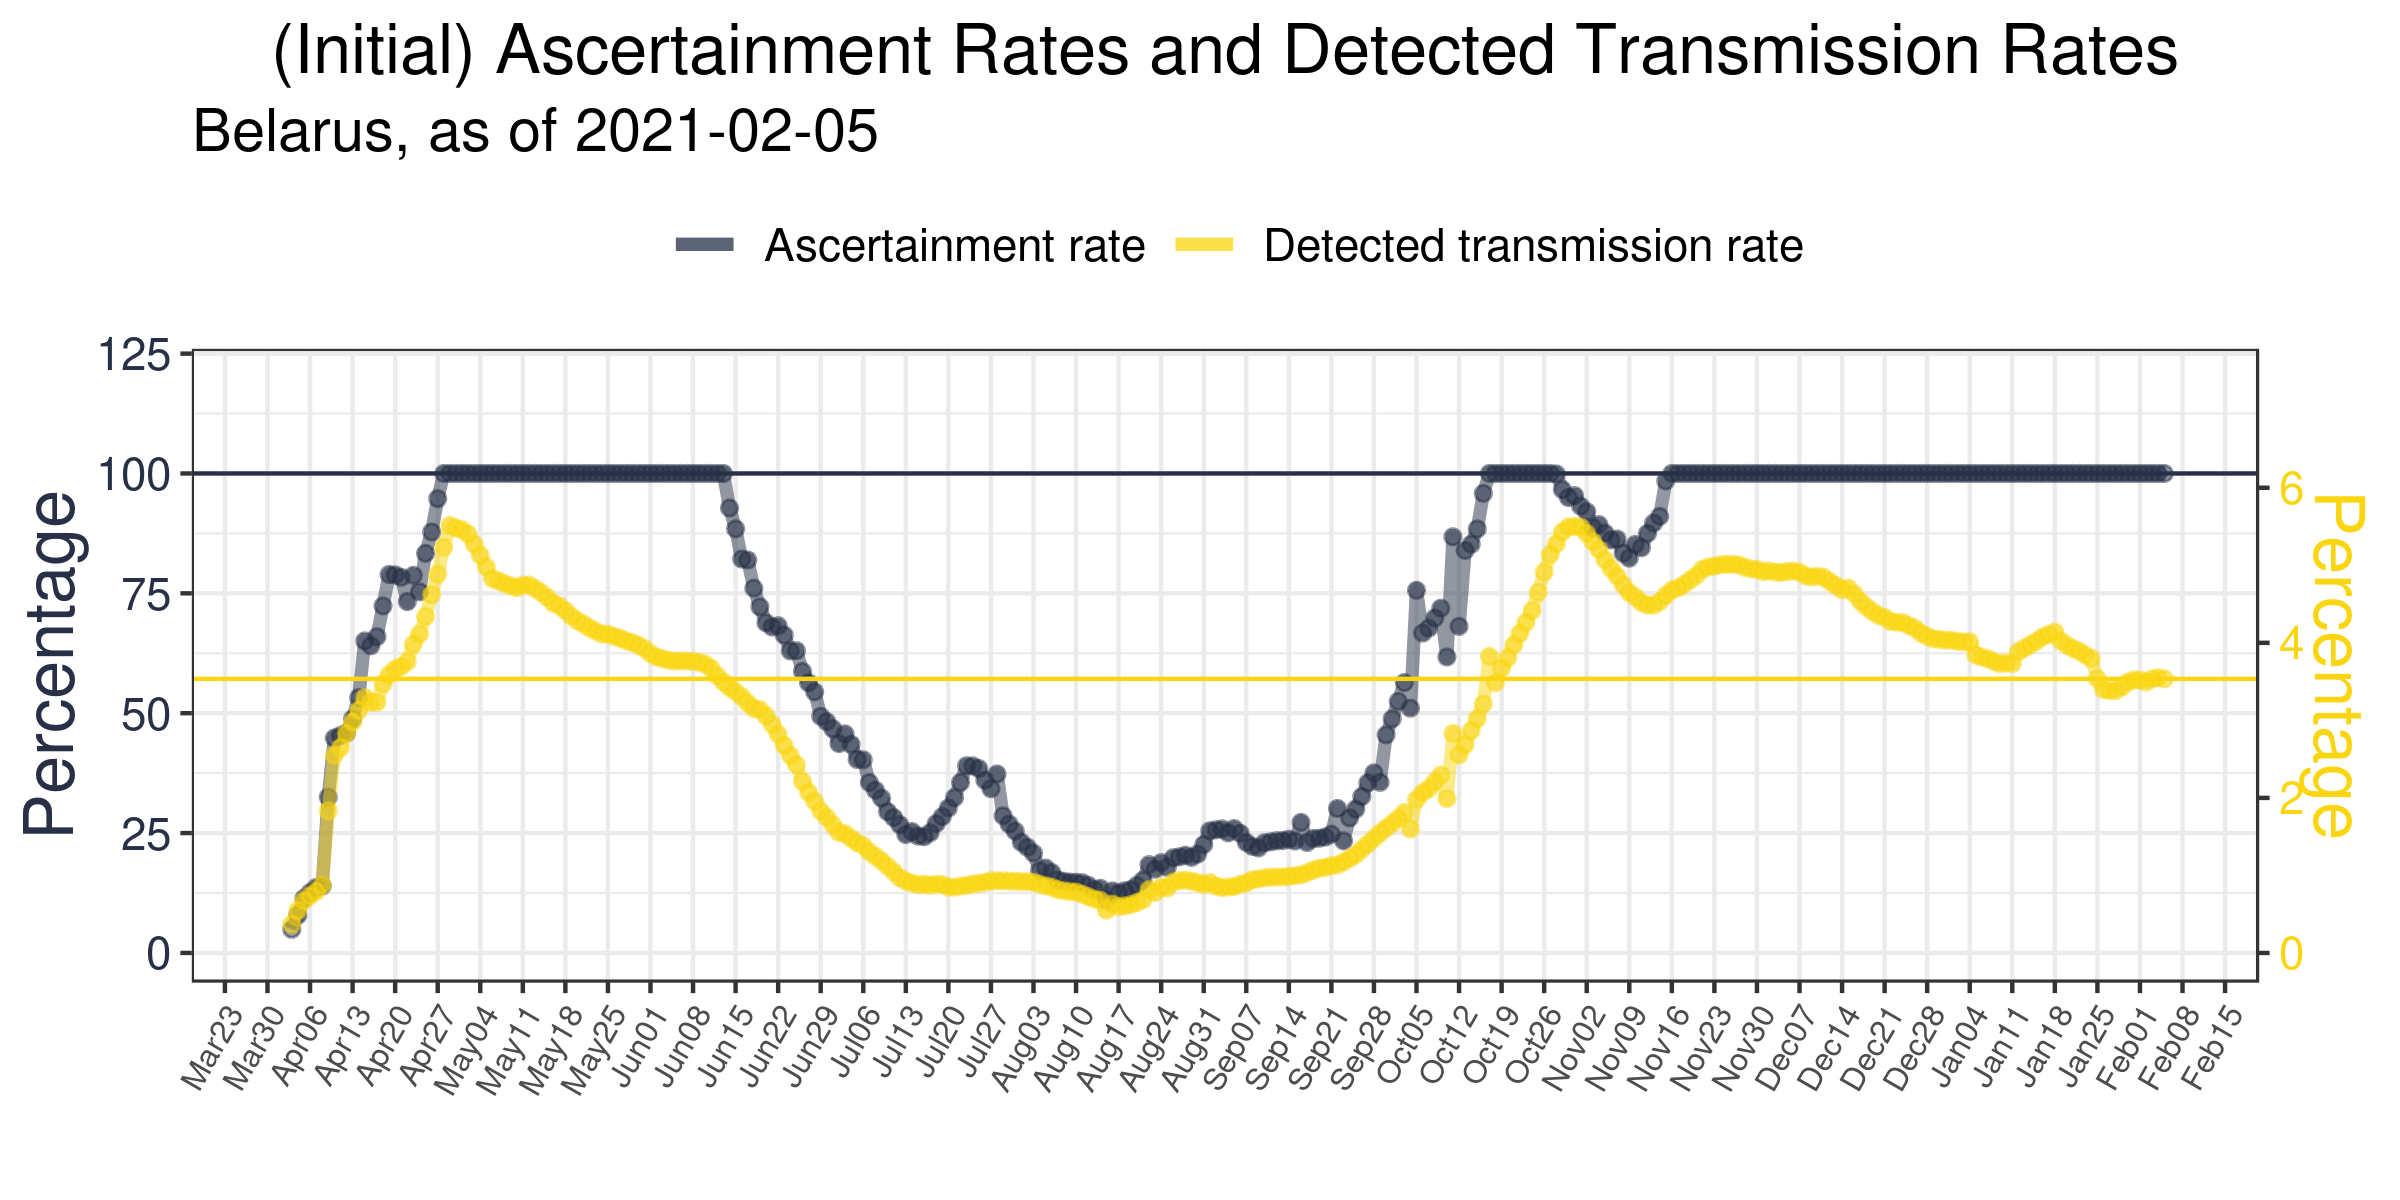 (Initial) Ascertainment Rates and Detected Transmission Rates
Belarus, as of 2021-02-05
Ascertainment rate
Detected transmission rate
Percentage
125
100
75
50
25
0
6
4
2
0
Percentage
Mar23
Mar30
Apr06
Apr13
Apr20
Apr27
May04
May11
May18
May25
Jun01
Jun08
Jun15
Jun22
Jun29
Jul06
Jul13
Jul20
Jul27
Aug03
Aug10
Aug17
Aug24
Aug31
Sep07
Sep14
Sep21
Sep28
Oct05
Oct12
Oct19
Oct26
Nov02
Nov09
Nov16
Nov23
Nov30
Dec07
Dec14
Dec21
Dec28
Jan04
Jan11
Jan18
Jan25
Feb01
Feb08
Feb15